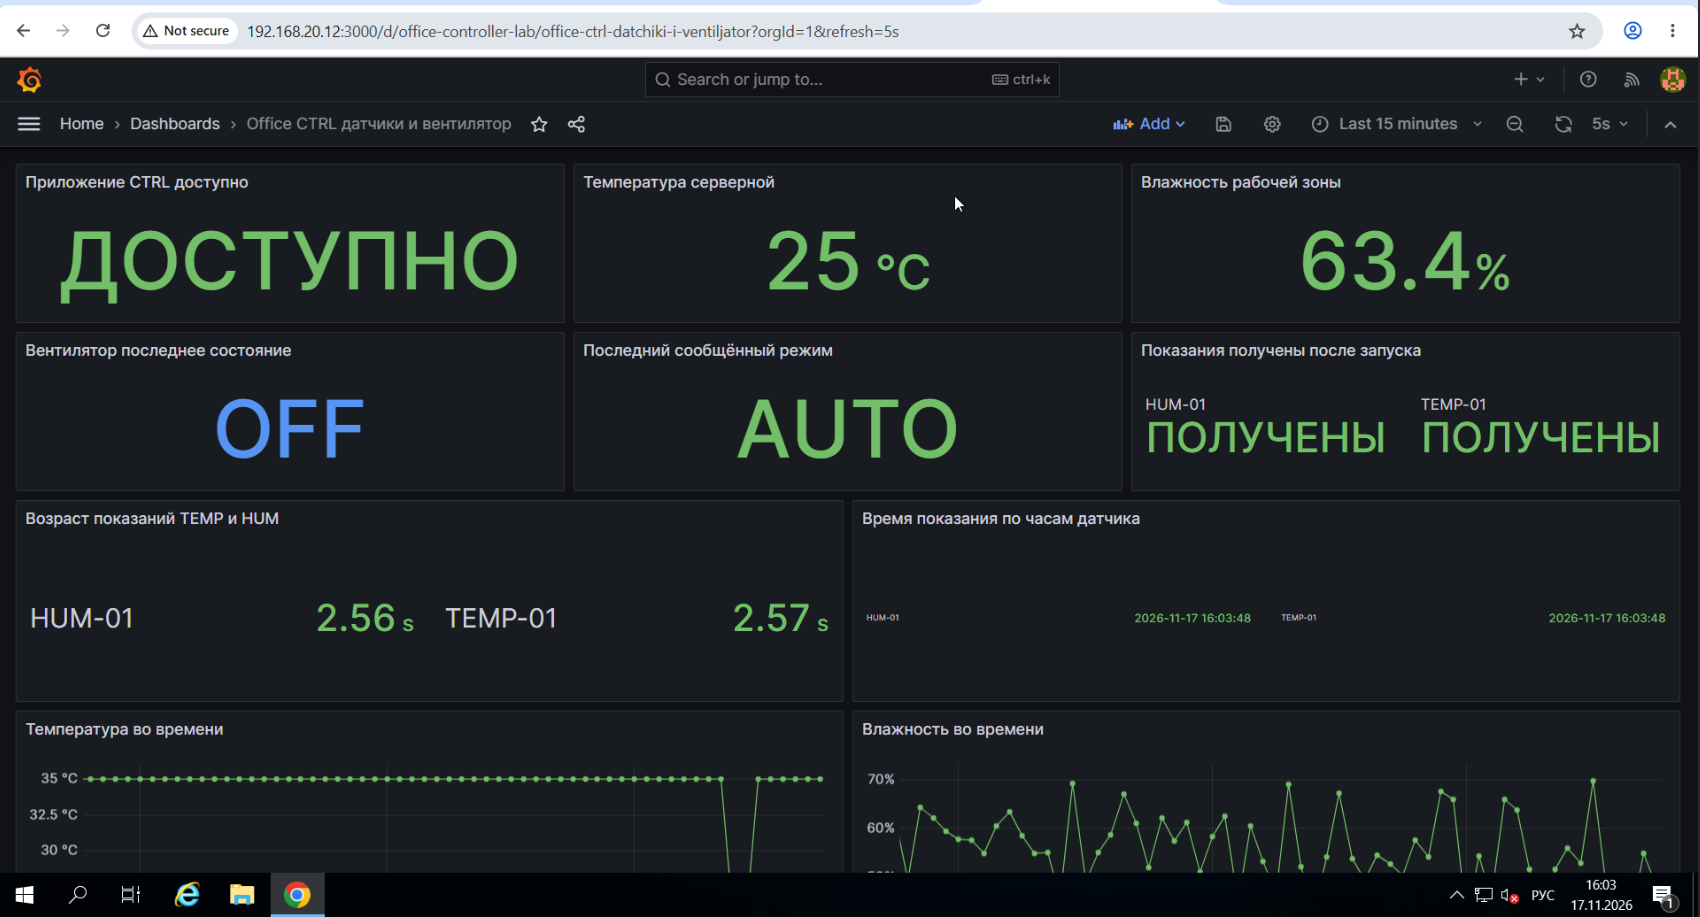 Not secure
192.168.20.12:3000/d/office-controller-lab/office-ctrl-datchiki-i-ventiljator?orgId=1&refresh=5s
Search or jump to...
ctrl+k
Home › Dashboards › Office CTRL датчики и вентилятор
Add
Last 15 minutes
5s
Приложение CTRL доступно
ДОСТУПНО
Температура серверной
25 °C
Влажность рабочей зоны
63.4%
Вентилятор последнее состояние
OFF
Последний сообщённый режим
AUTO
Показания получены после запуска
HUM-01
ПОЛУЧЕНЫ
TEMP-01
ПОЛУЧЕНЫ
Возраст показаний TEMP и HUM
HUM-01 2.56 s
TEMP-01 2.57 s
Время показания по часам датчика
HUM-01 2026-11-17 16:03:48
TEMP-01 2026-11-17 16:03:48
Температура во времени
35 °C
32.5 °C
30 °C
Влажность во времени
70%
60%
РУС
16:03
17.11.2026
1